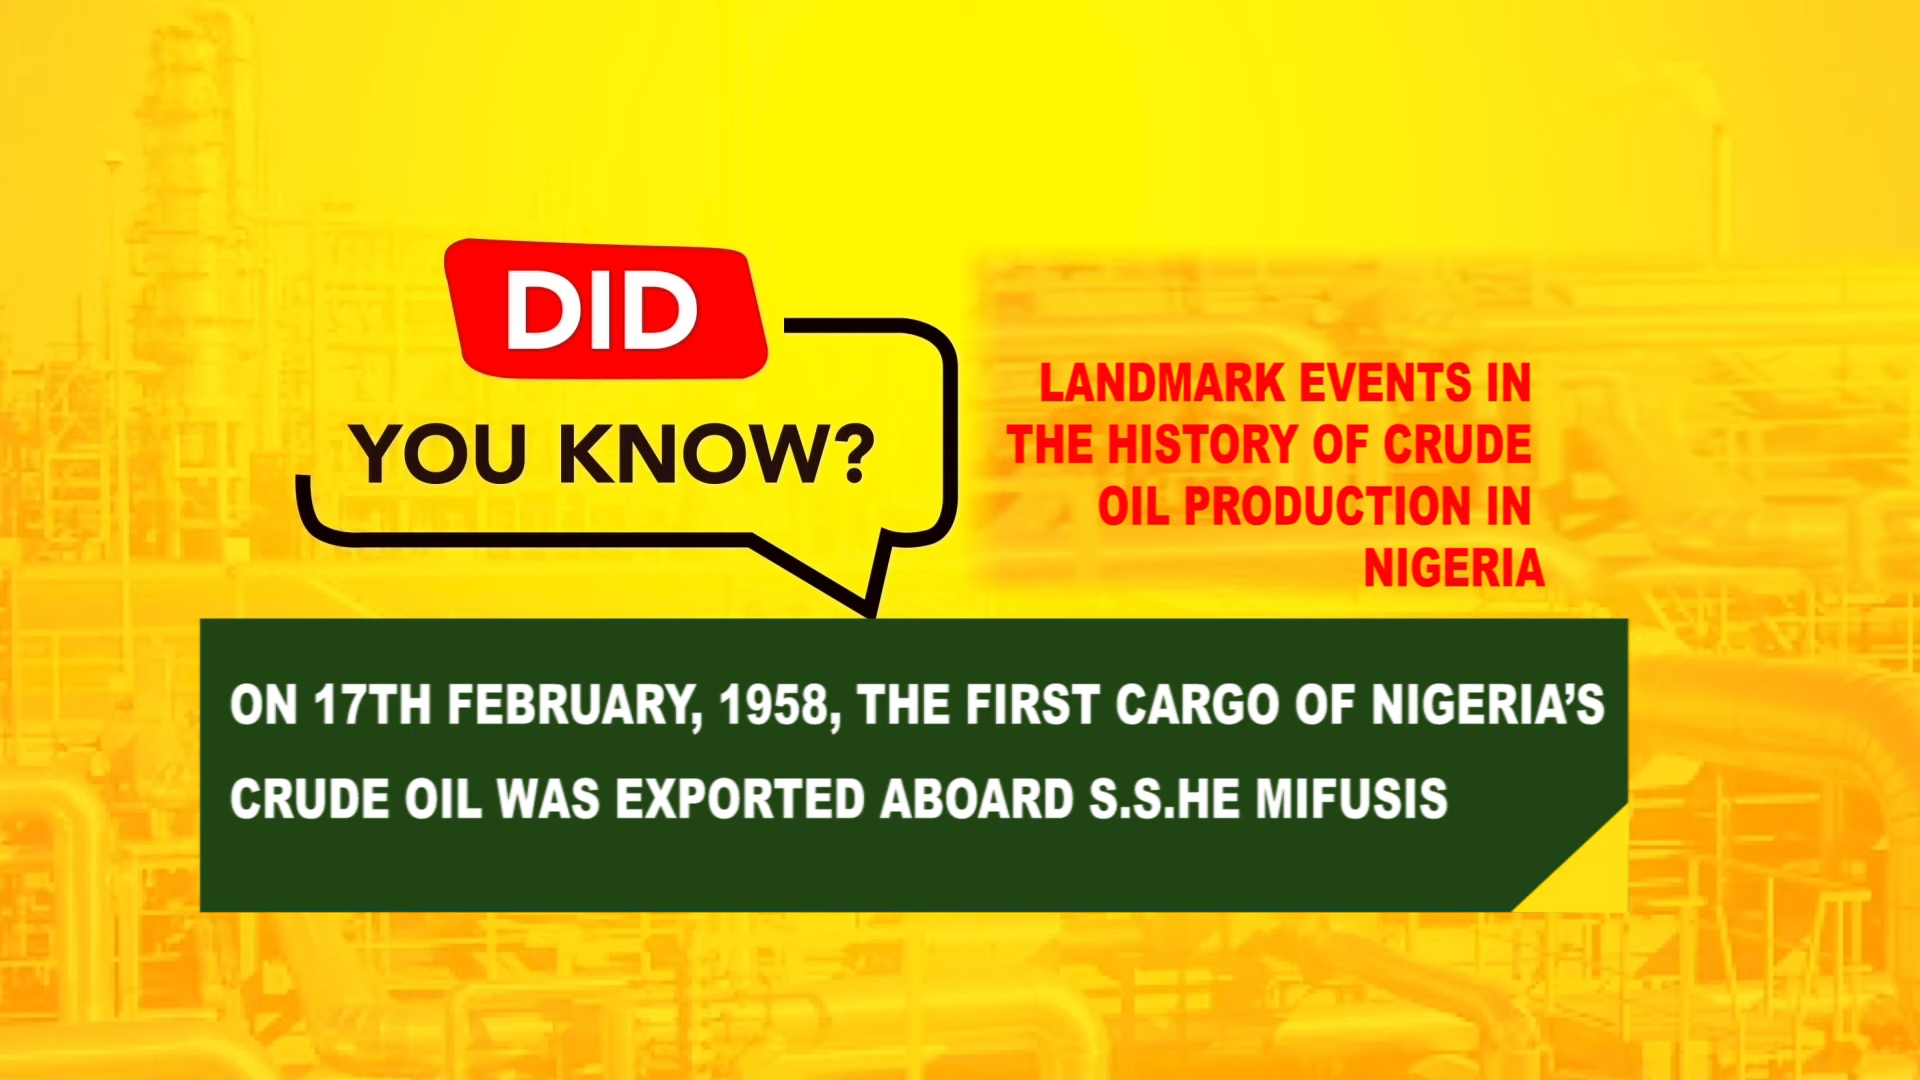 DID
YOU KNOW?
LANDMARK EVENTS IN
THE HISTORY OF CRUDE
OIL PRODUCTION IN
NIGERIA
ON 17TH FEBRUARY, 1958, THE FIRST CARGO OF NIGERIA’S
CRUDE OIL WAS EXPORTED ABOARD S.S.HE MIFUSIS